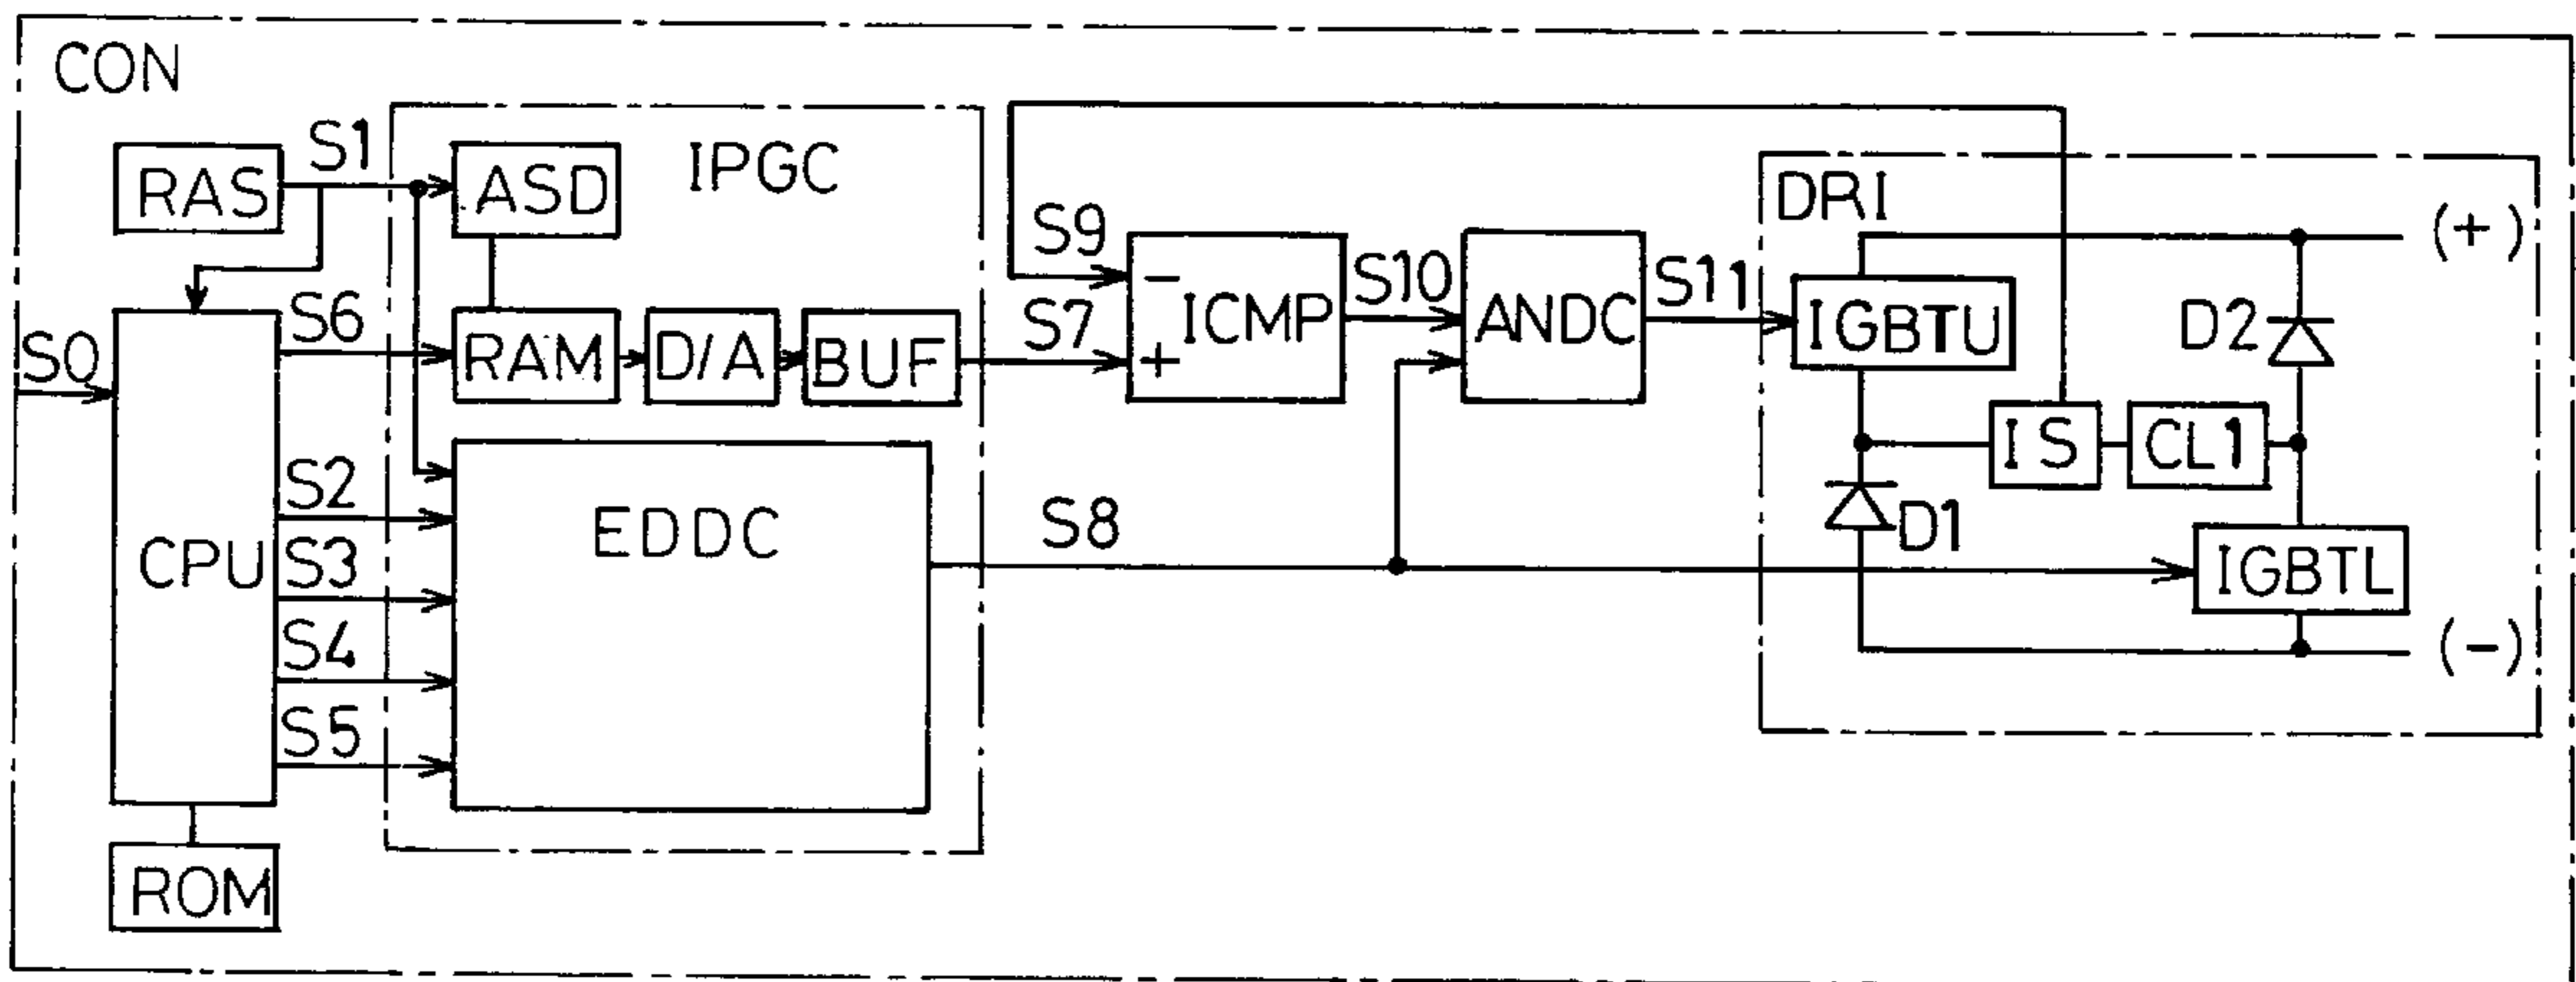 CON
RAS
S1
ASD
IPGC
S0
S6
RAM
D/A
BUF
S7
S9
-
+
ICMP
S10
ANDC
S11
DRI
IGBTU
(+)
D2
IS
CL1
D1
IGBTL
(-)
CPU
S2
S3
S4
S5
EDDC
S8
ROM